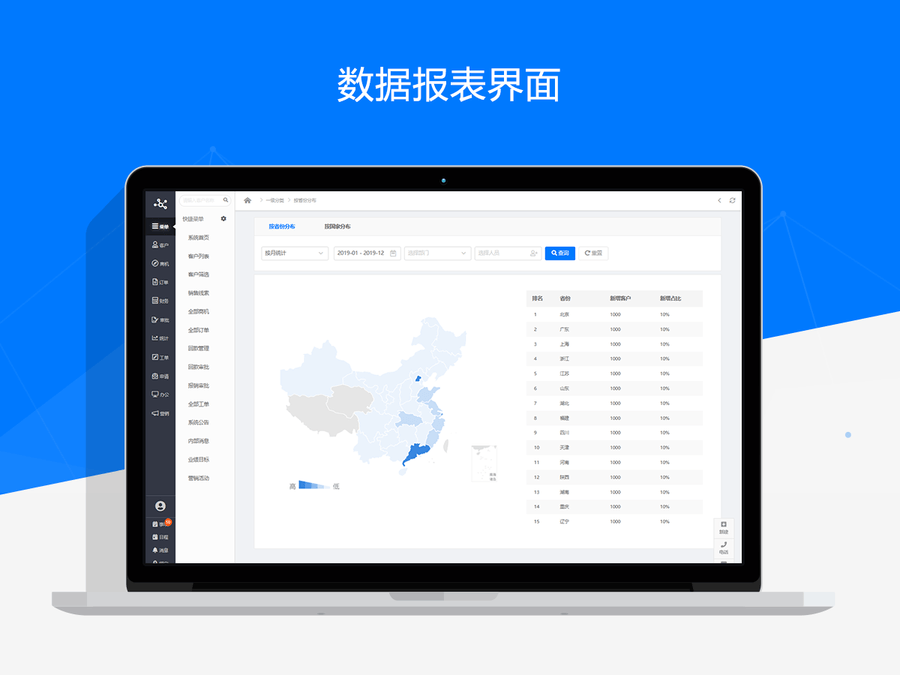 数据报表界面
快捷菜单
系统首页
客户列表
客户筛选
销售线索
全部商机
全部订单
回款管理
回款审批
报销审批
全部工单
系统公告
内部消息
业绩目标
营销活动
菜单
客户
商机
订单
财务
审批
统计
工单
申请
办公
营销
日程
消息
按省份分布
按国家分布
按月统计
2019-01 - 2019-12
选择部门
选择人员
查询
重置
高
低
排名 省份 新增客户 新增占比
1 北京 1000 10%
2 广东 1000 10%
3 上海 1000 10%
4 浙江 1000 10%
5 江苏 1000 10%
6 山东 1000 10%
7 湖北 1000 10%
8 福建 1000 10%
9 四川 1000 10%
10 天津 1000 10%
11 河南 1000 10%
12 陕西 1000 10%
13 湖南 1000 10%
14 重庆 1000 10%
15 辽宁 1000 10%
新建
电话